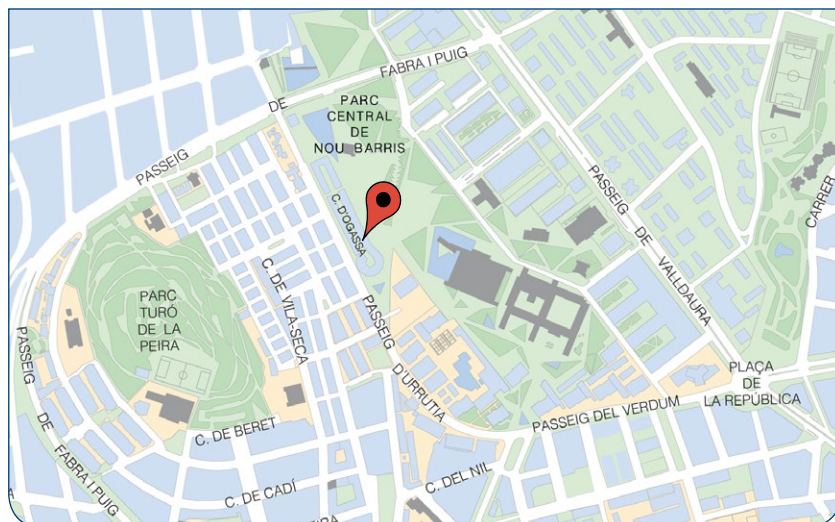 FABRA I PUIG
DE
PASSEIG
PARC
CENTRAL
DE
NOU BARRIS
C. D'OGASSA
PASSEIG
DE
VALLDAURA
CARRER
PARC
TURÓ
DE LA
PEIRA
C. DE VILA-SECA
PASSEIG
D'URRUTIA
PASSEIG
DE
FABRA I PUIG
PLAÇA
DE
LA REPÚBLICA
PASSEIG DEL VERDUM
C. DE BERET
C. DE CADÍ
C. DEL NIL